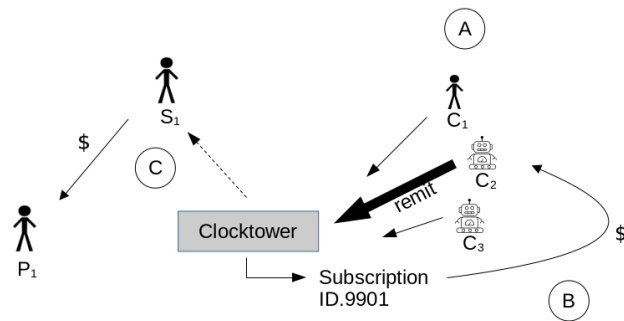 A
S₁
C₁
$
C
C₂
remit
P₁
Clocktower
C₃
$
Subscription
ID.9901
B